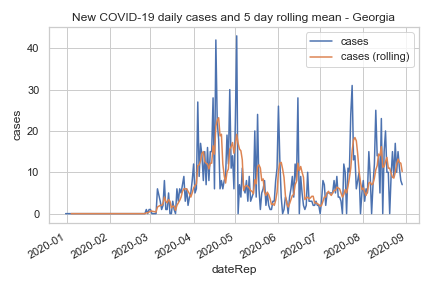 New COVID-19 daily cases and 5 day rolling mean - Georgia
cases
cases (rolling)
40
30
20
10
0
cases
2020-01
2020-02
2020-03
2020-04
2020-05
2020-06
2020-07
2020-08
2020-09
dateRep